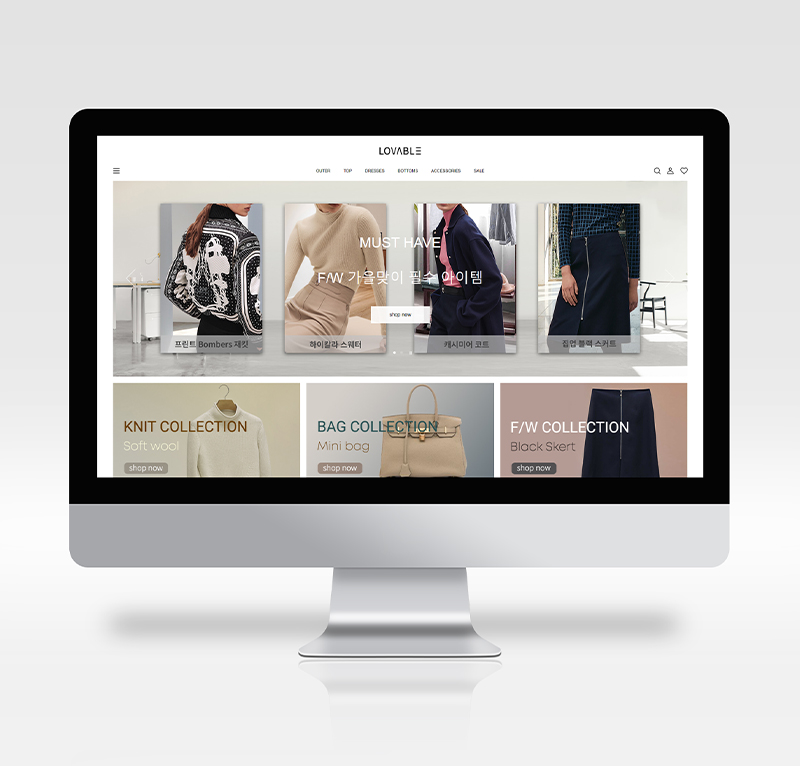 LOVABLE
OUTER TOP DRESSES BOTTOMS ACCESSORIES SALE
MUST HAVE
F/W 가을맞이 필수 아이템
shop now
프린트 Bombers 재킷
하이칼라 스웨터
캐시미어 코트
집업 블랙 스커트
KNIT COLLECTION
Soft wool
shop now
BAG COLLECTION
Mini bag
shop now
F/W COLLECTION
Black Skert
shop now